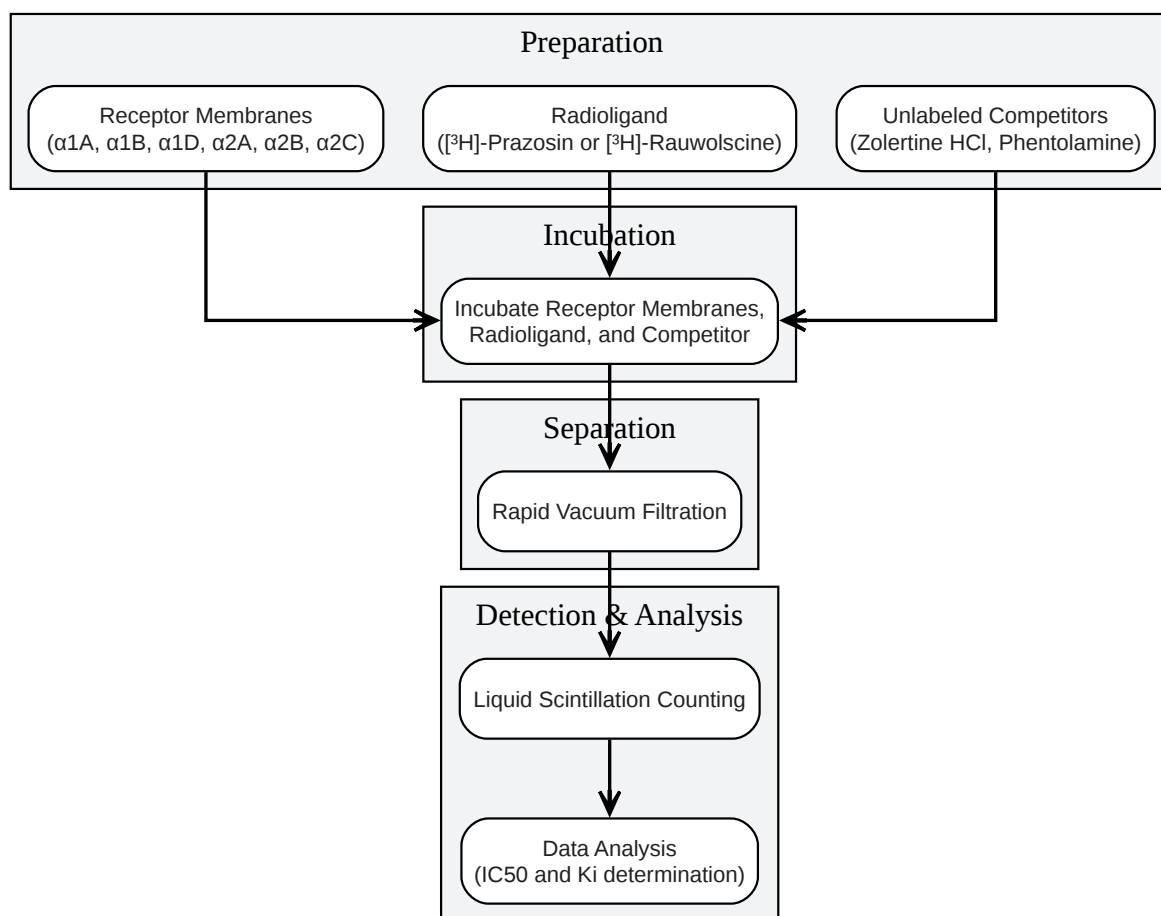 Preparation
Receptor Membranes
(α1A, α1B, α1D, α2A, α2B, α2C)
Radioligand
([³H]-Prazosin or [³H]-Rauwolscine)
Unlabeled Competitors
(Zolertine HCl, Phentolamine)
Incubation
Incubate Receptor Membranes,
Radioligand, and Competitor
Separation
Rapid Vacuum Filtration
Detection & Analysis
Liquid Scintillation Counting
Data Analysis
(IC50 and Ki determination)